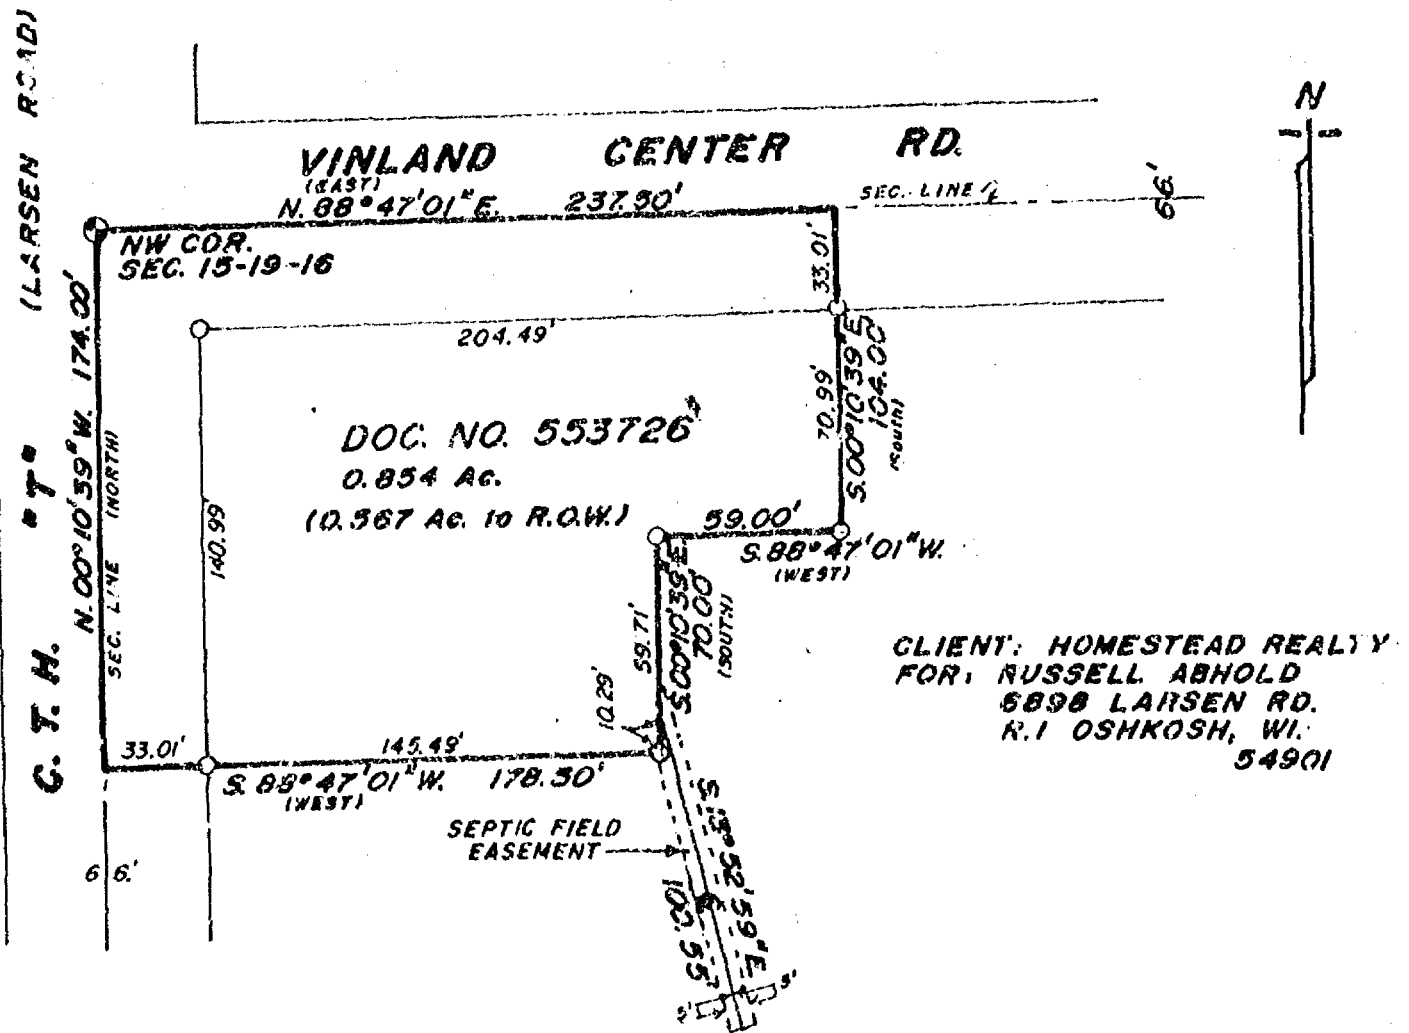 (LARSEN ROAD)
C. T. H. "T"
VINLAND CENTER RD.
(EAST)
N. 88°47'01" E. 237.50'
SEC. LINE
66'
N
NW COR.
SEC. 15-19-16
33.01'
204.49'
N. 00°10'39" W. 174.00'
SEC. LINE (NORTH)
140.99'
DOC. NO. 553726
0.854 Ac.
(0.567 Ac. to R.O.W.)
70.99'
S. 00°10'39" E.
104.00'
(SOUTH)
59.00'
S. 88°47'01" W.
(WEST)
59.71'
S. 00°10'39" E.
70.00'
(SOUTH)
10.29'
CLIENT: HOMESTEAD REALTY
FOR: RUSSELL ABHOLD
6898 LARSEN RD.
R.1 OSHKOSH, WI.
54901
33.01'
145.49'
S. 88°47'01" W. 178.50'
(WEST)
SEPTIC FIELD
EASEMENT
S. 13°52'59" E.
100.55'
66'
5'
5'